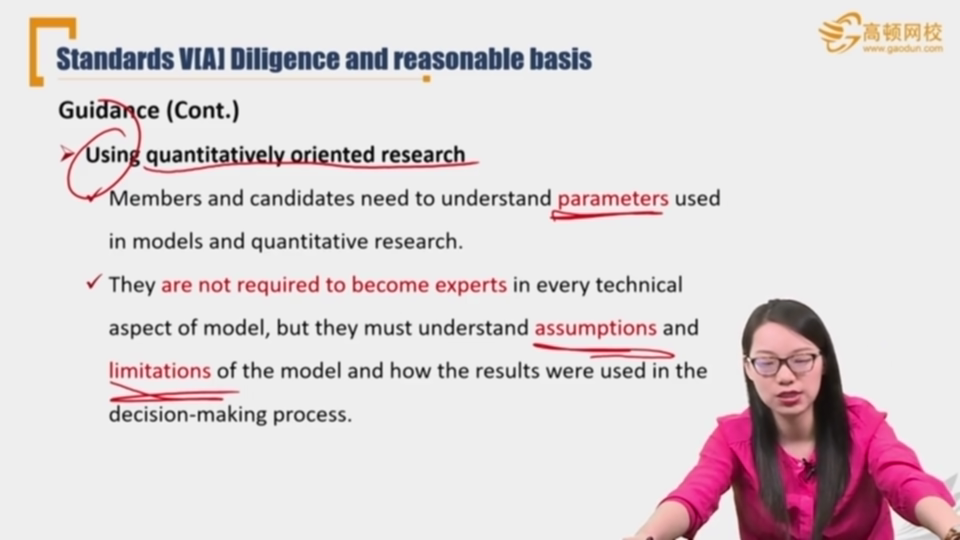 Standards V[A] Diligence and reasonable basis
高顿网校
www.gaodun.com
Guidance (Cont.)
Using quantitatively oriented research
Members and candidates need to understand parameters used
in models and quantitative research.
They are not required to become experts in every technical
aspect of model, but they must understand assumptions and
limitations of the model and how the results were used in the
decision-making process.